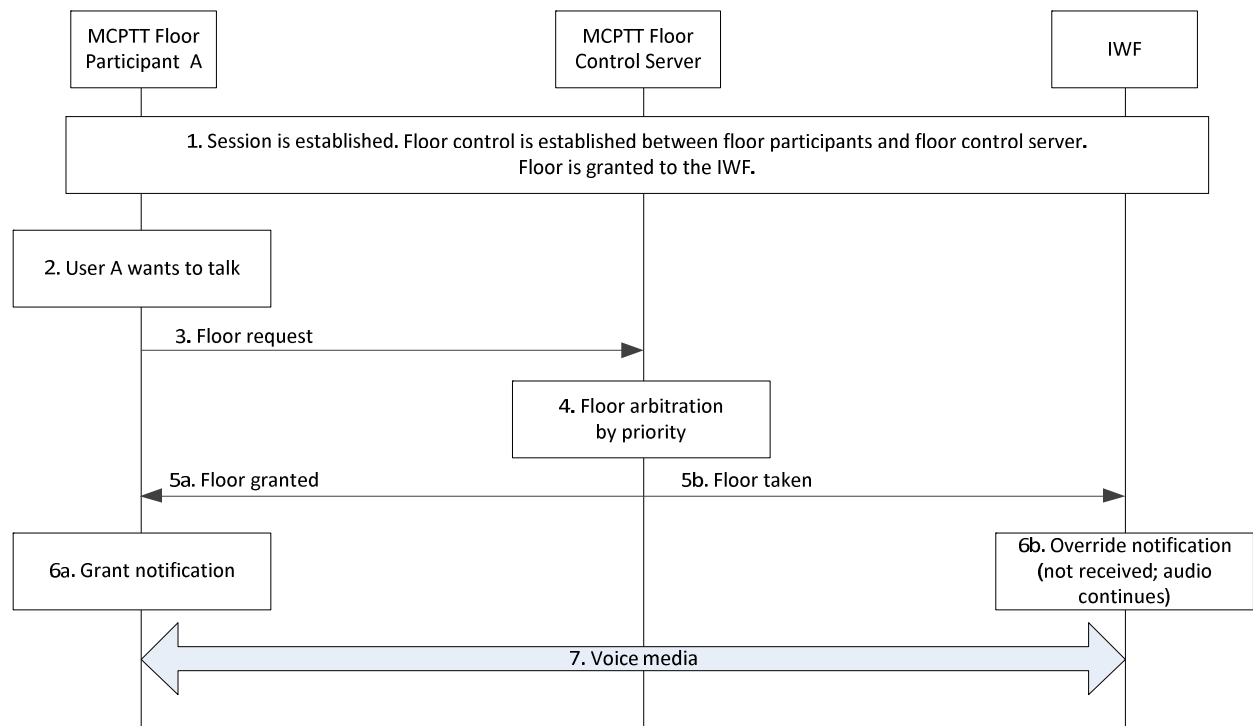 MCPTT Floor
Participant A
MCPTT Floor
Control Server
IWF
1. Session is established. Floor control is established between floor participants and floor control server.
Floor is granted to the IWF.
2. User A wants to talk
3. Floor request
4. Floor arbitration
by priority
5a. Floor granted
5b. Floor taken
6a. Grant notification
6b. Override notification
(not received; audio
continues)
7. Voice media